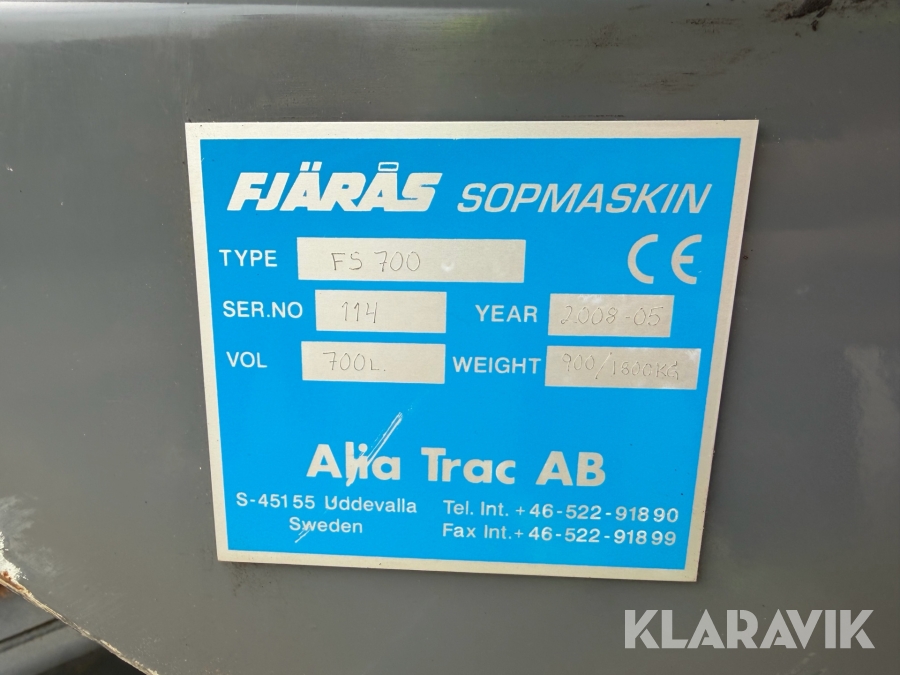 FJÄRÅS SOPMASKIN
TYPE FS 700 CE
SER.NO 114 YEAR 2008-05
VOL 700L. WEIGHT 900/1800KG
Trac AB
S-451 55 Uddevalla Tel. Int. +46-522-918 90
Sweden Fax Int. +46-522-918 99
KLARAVIK